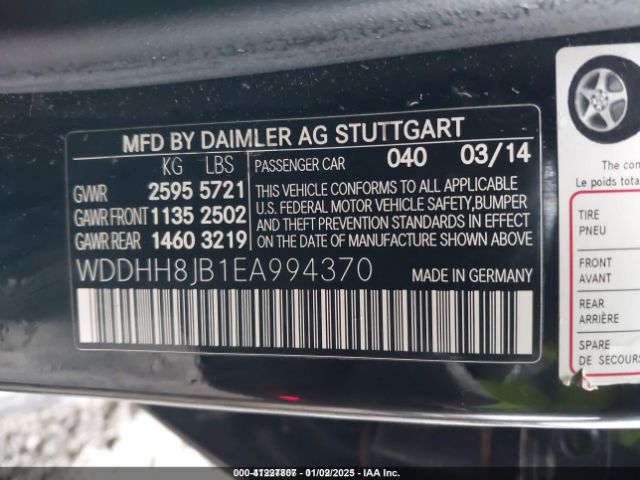 MFD BY DAIMLER AG STUTTGART
KG LBS
GVWR 2595 5721
GAWR FRONT 1135 2502
GAWR REAR 1460 3219
PASSENGER CAR 040 03/14
THIS VEHICLE CONFORMS TO ALL APPLICABLE
U.S. FEDERAL MOTOR VEHICLE SAFETY,BUMPER
AND THEFT PREVENTION STANDARDS IN EFFECT
ON THE DATE OF MANUFACTURE SHOWN ABOVE
WDDHH8JB1EA994370 MADE IN GERMANY
The con
Le poids total
TIRE
PNEU
FRONT
AVANT
REAR
ARRIÈRE
SPARE
DE SECOURS
01/02/2025 - IAA Inc.